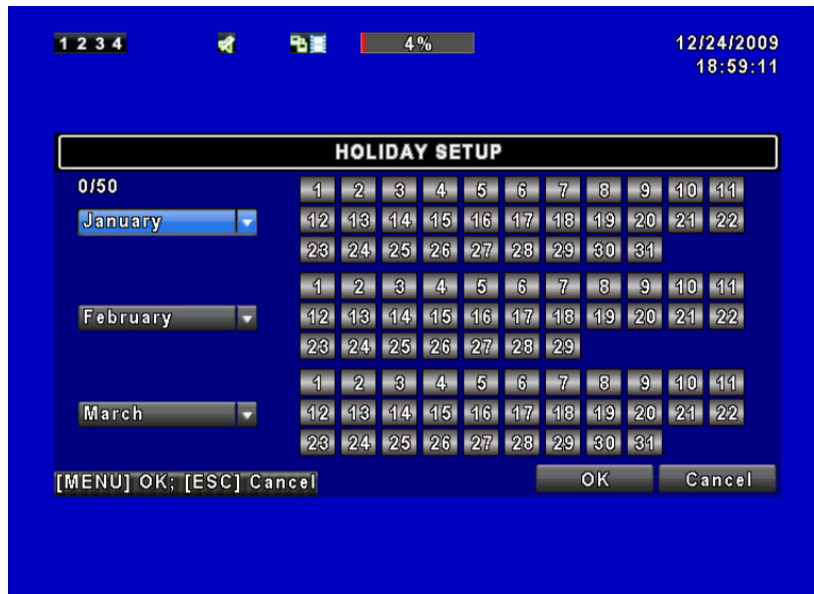 1 2 3 4 4% 12/24/2009
18:59:11
HOLIDAY SETUP
0/50 1 2 3 4 5 6 7 8 9 10 11
January 12 13 14 15 16 17 18 19 20 21 22
23 24 25 26 27 28 29 30 31
1 2 3 4 5 6 7 8 9 10 11
February 12 13 14 15 16 17 18 19 20 21 22
23 24 25 26 27 28 29
1 2 3 4 5 6 7 8 9 10 11
March 12 13 14 15 16 17 18 19 20 21 22
23 24 25 26 27 28 29 30 31
[MENU] OK; [ESC] Cancel OK Cancel